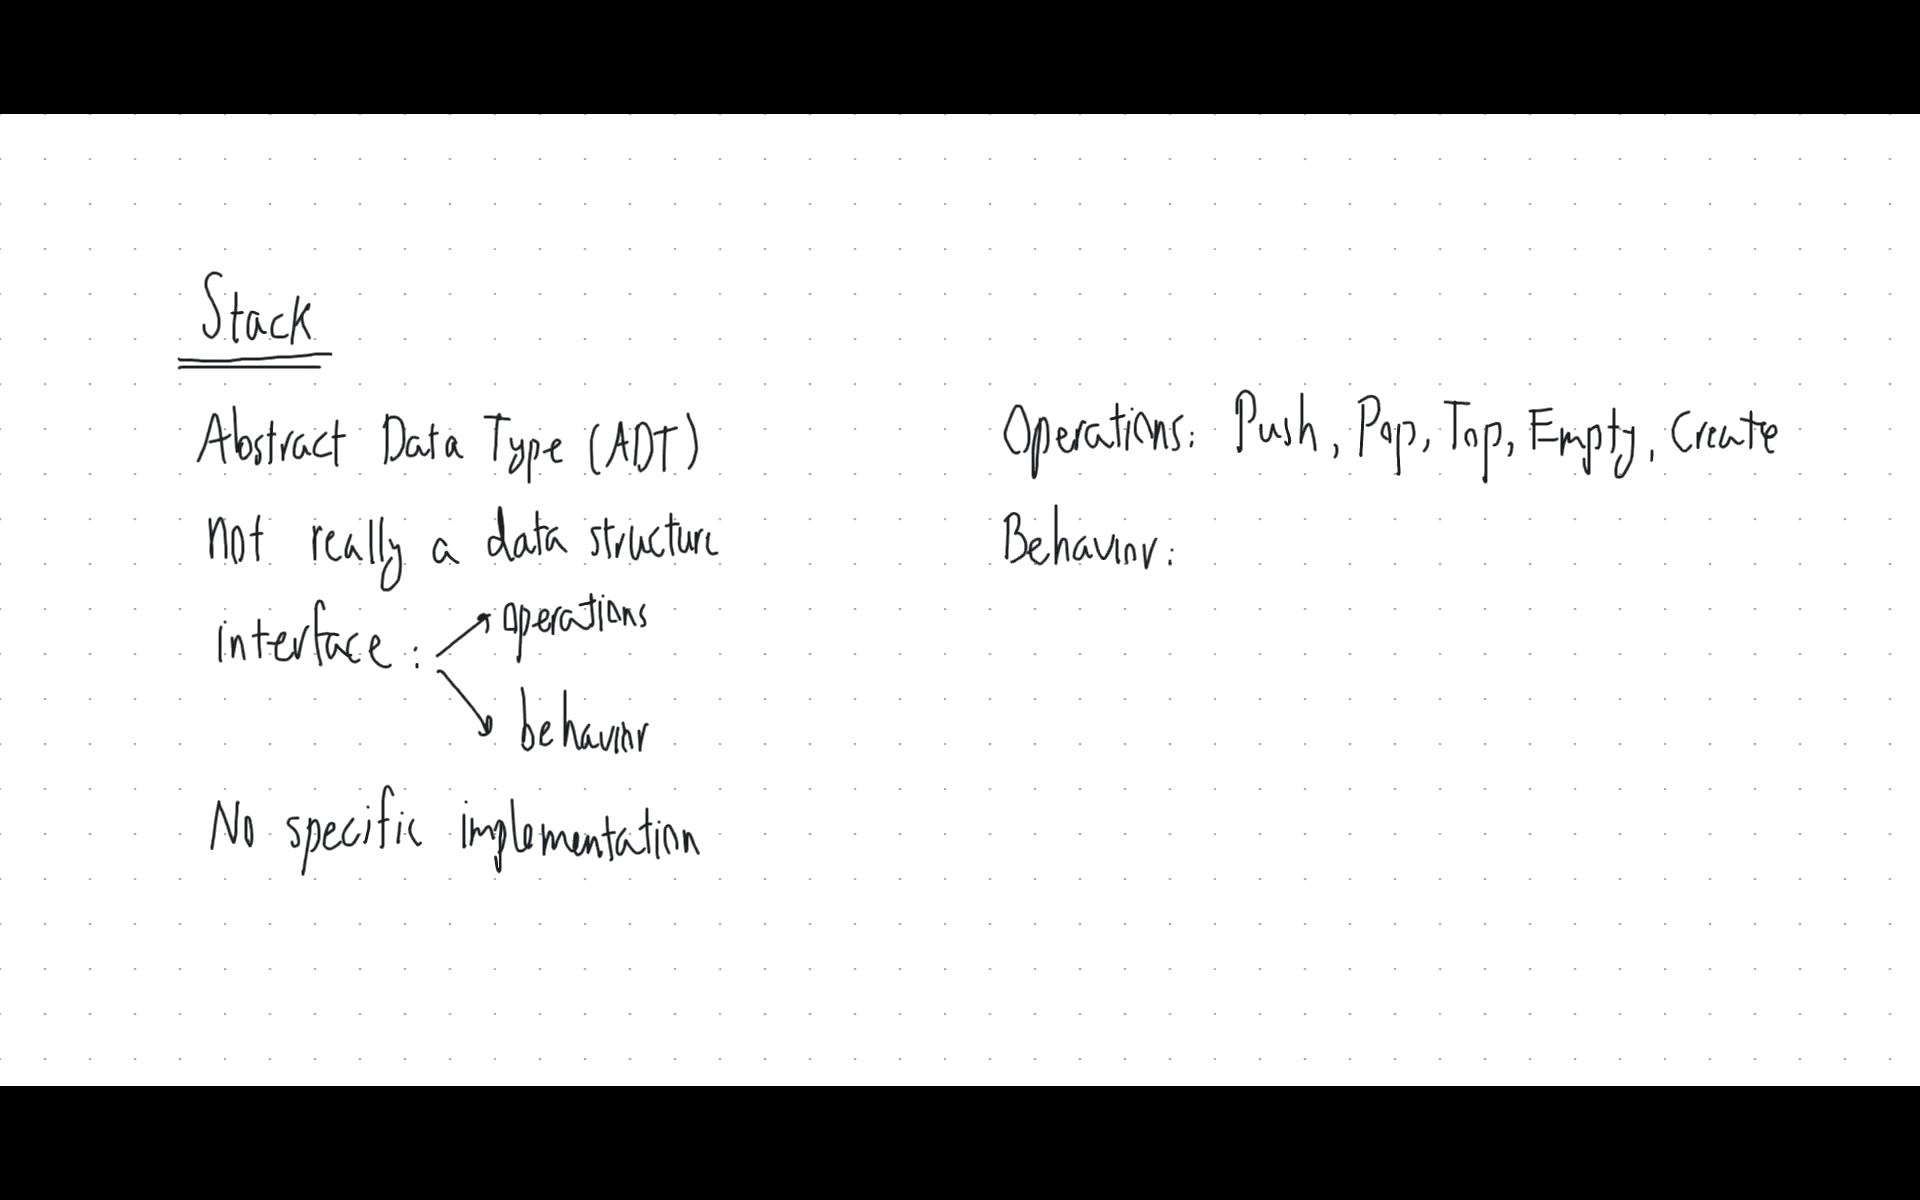 Stack
Abstract Data Type (ADT)
not really a data structure
interface : operations
behavior
No specific implementation
Operations: Push, Pop, Top, Empty, Create
Behavior: